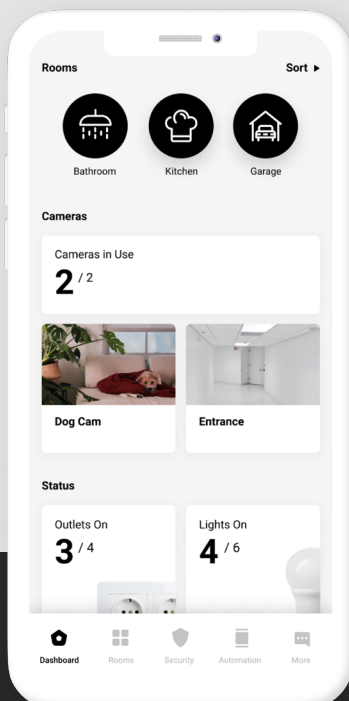 Rooms Sort ▶
Bathroom Kitchen Garage
Cameras
Cameras in Use
2 / 2
Dog Cam Entrance
Status
Outlets On Lights On
3 / 4 4 / 6
Dashboard Rooms Security Automation More